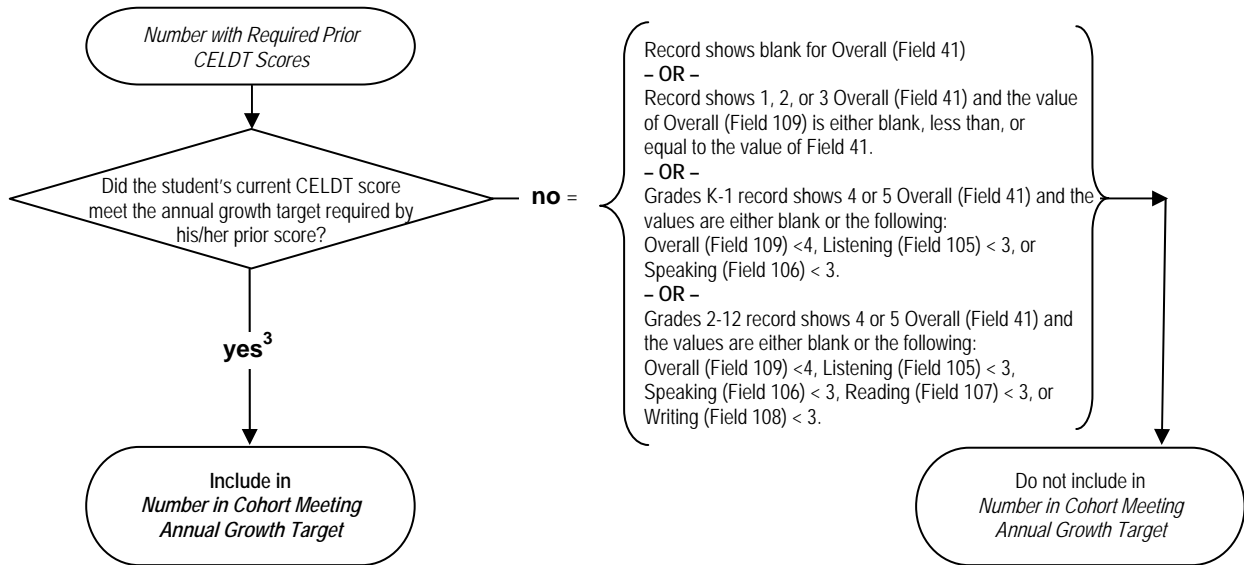 Number with Required Prior
CELDT Scores
Did the student's current CELDT score
meet the annual growth target required by
his/her prior score?
no =
Record shows blank for Overall (Field 41)
– OR –
Record shows 1, 2, or 3 Overall (Field 41) and the value
of Overall (Field 109) is either blank, less than, or
equal to the value of Field 41.
– OR –
Grades K-1 record shows 4 or 5 Overall (Field 41) and the
values are either blank or the following:
Overall (Field 109) <4, Listening (Field 105) < 3, or
Speaking (Field 106) < 3.
– OR –
Grades 2-12 record shows 4 or 5 Overall (Field 41) and
the values are either blank or the following:
Overall (Field 109) <4, Listening (Field 105) < 3,
Speaking (Field 106) < 3, Reading (Field 107) < 3, or
Writing (Field 108) < 3.
yes³
Include in
Number in Cohort Meeting
Annual Growth Target
Do not include in
Number in Cohort Meeting
Annual Growth Target